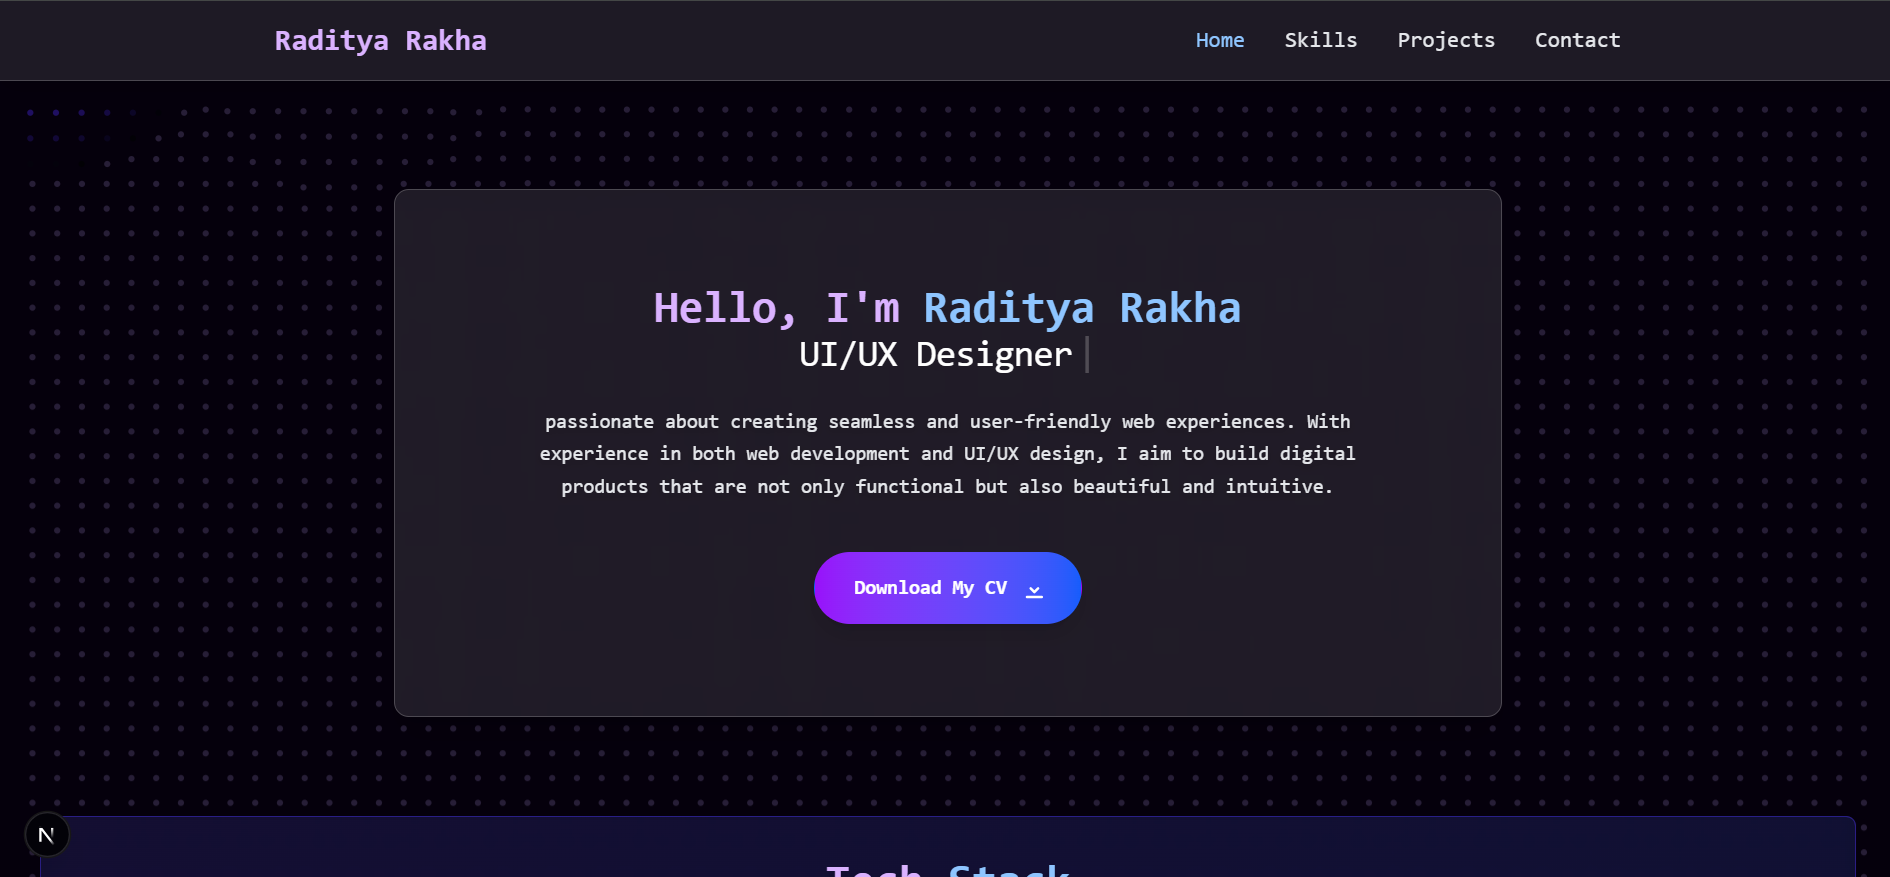 Raditya Rakha
Home Skills Projects Contact
Hello, I'm Raditya Rakha
UI/UX Designer
passionate about creating seamless and user-friendly web experiences. With
experience in both web development and UI/UX design, I aim to build digital
products that are not only functional but also beautiful and intuitive.
Download My CV
N
Tech Stack